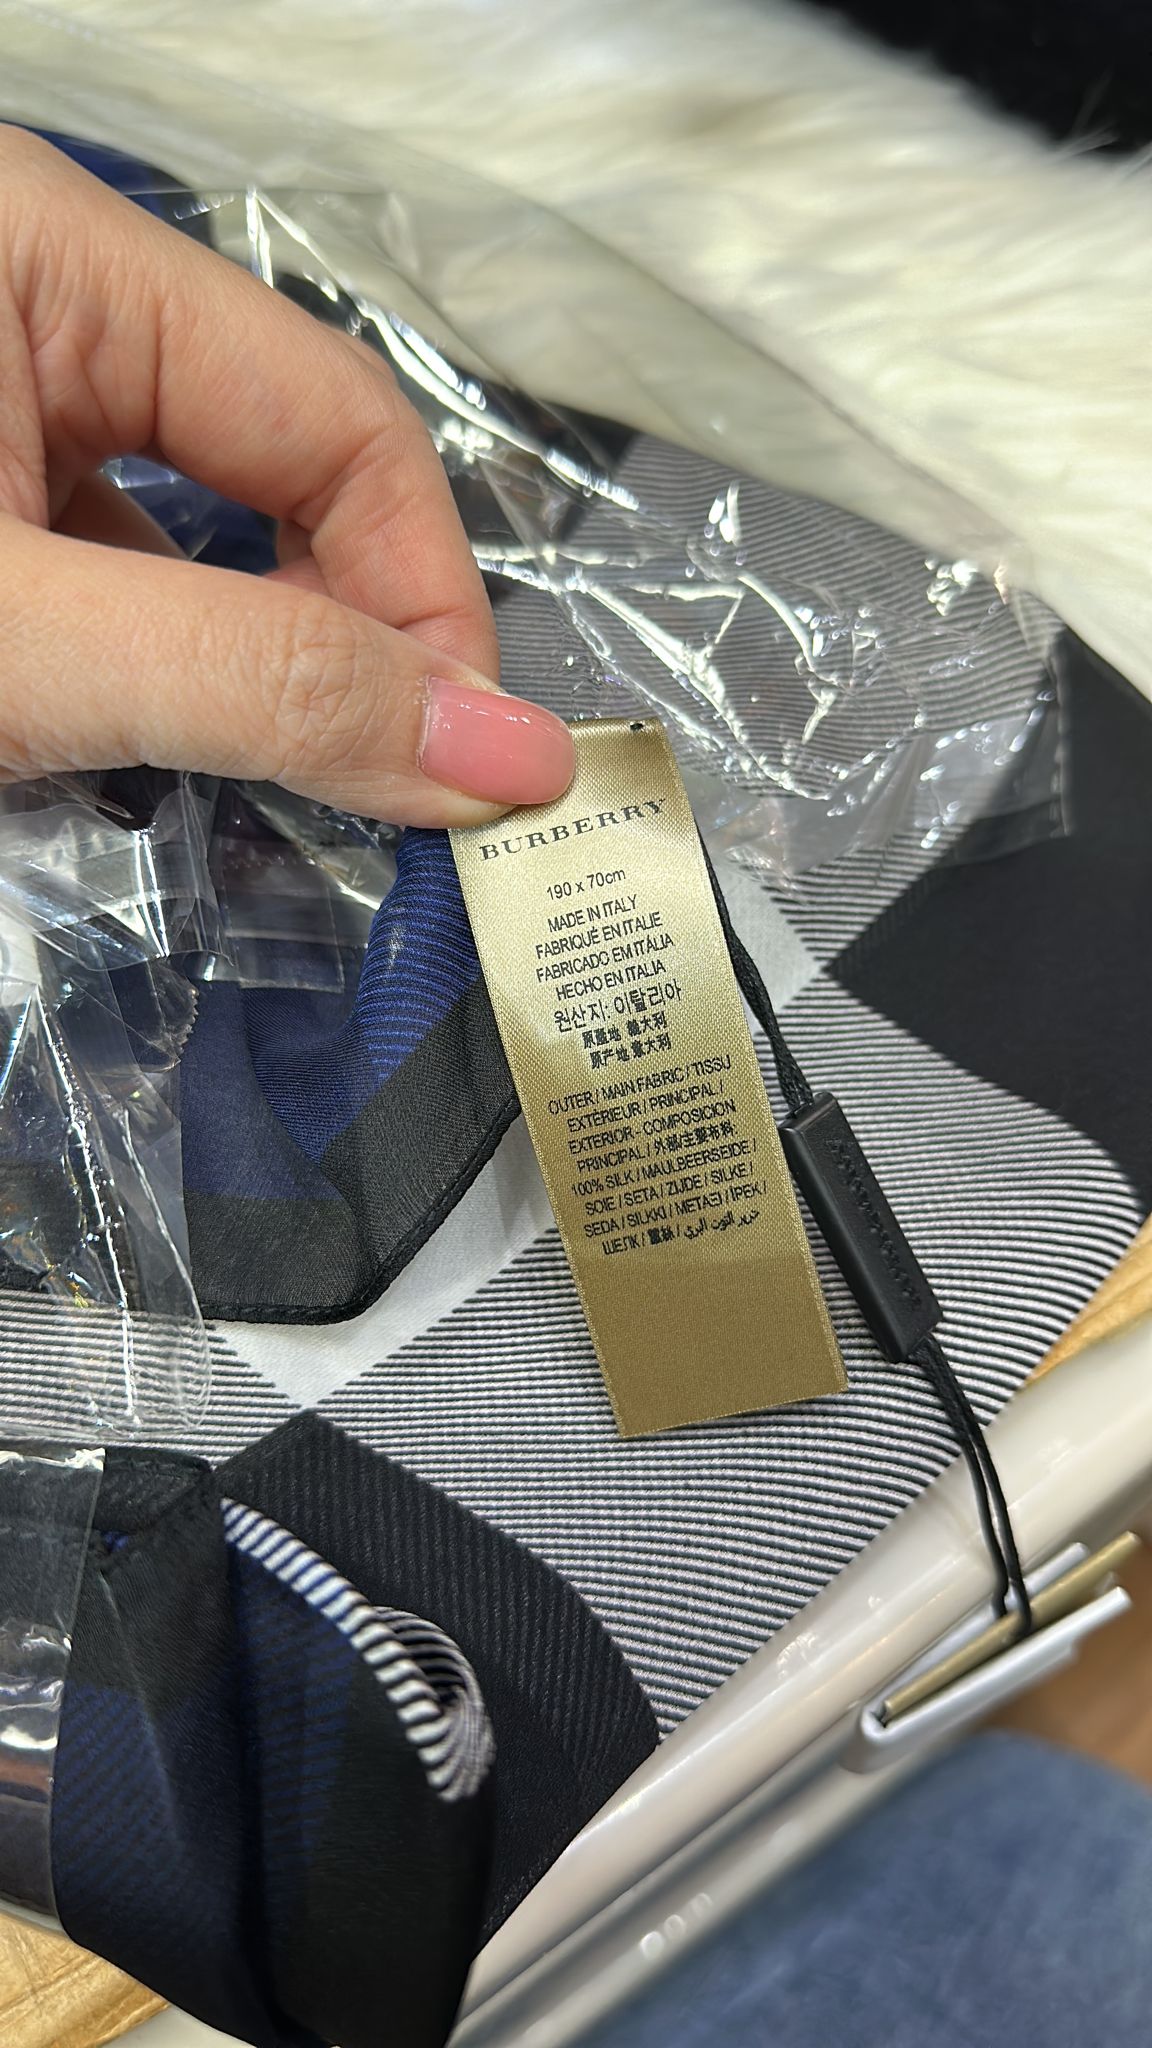 BURBERRY
190 x 70cm
MADE IN ITALY
FABRIQUÉ EN ITALIE
FABRICADO EM ITÁLIA
HECHO EN ITALIA
원산지: 이탈리아
原產地 義大利
原产地 意大利
OUTER / MAIN FABRIC / TISSU
EXTÉRIEUR / PRINCIPAL /
EXTERIOR - COMPOSICION
PRINCIPAL / 外部/主要布料
100% SILK / MAULBEERSEIDE /
SOIE / SETA / ZIJDE / SILKE /
SEDA / SILKKI / ΜΕΤΑΞΙ / IPEK /
ШЕЛК / 蠶絲 / حرير التوت البري